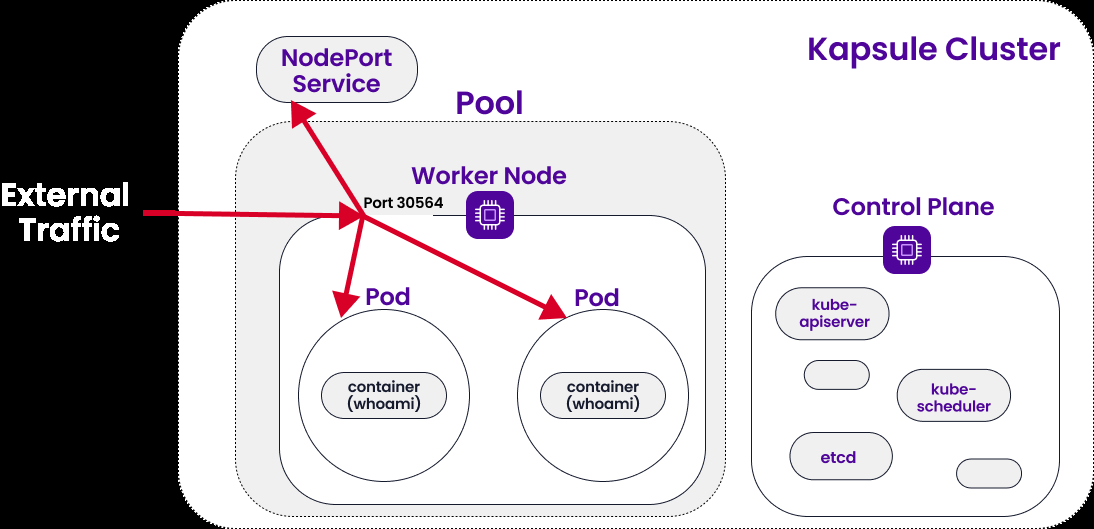 Kapsule Cluster
NodePort
Service
Pool
Worker Node
Port 30564
External
Traffic
Control Plane
Pod
Pod
kube-
apiserver
container
(whoami)
container
(whoami)
kube-
scheduler
etcd